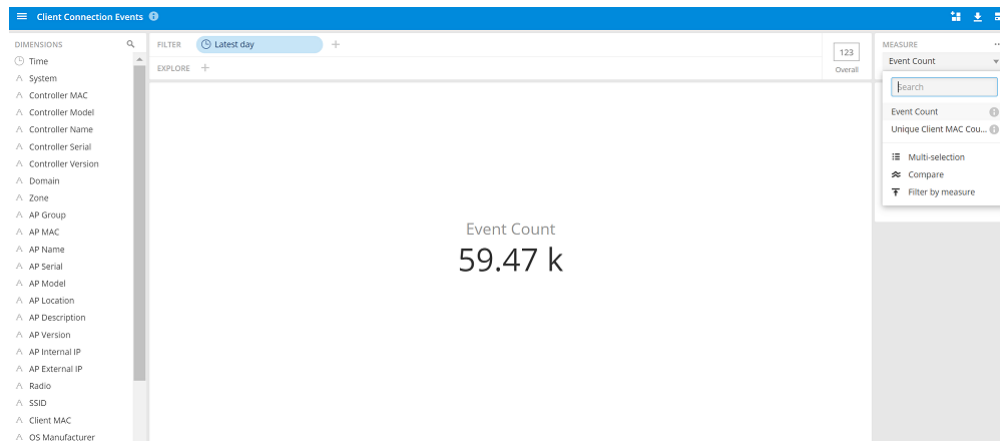 Client Connection Events
DIMENSIONS
Time
System
Controller MAC
Controller Model
Controller Name
Controller Serial
Controller Version
Domain
Zone
AP Group
AP MAC
AP Name
AP Serial
AP Model
AP Location
AP Description
AP Version
AP Internal IP
AP External IP
Radio
SSID
Client MAC
OS Manufacturer
FILTER
Latest day
EXPLORE
123
Overall
Event Count
59.47 k
MEASURE
Event Count
Search
Event Count
Unique Client MAC Cou...
Multi-selection
Compare
Filter by measure